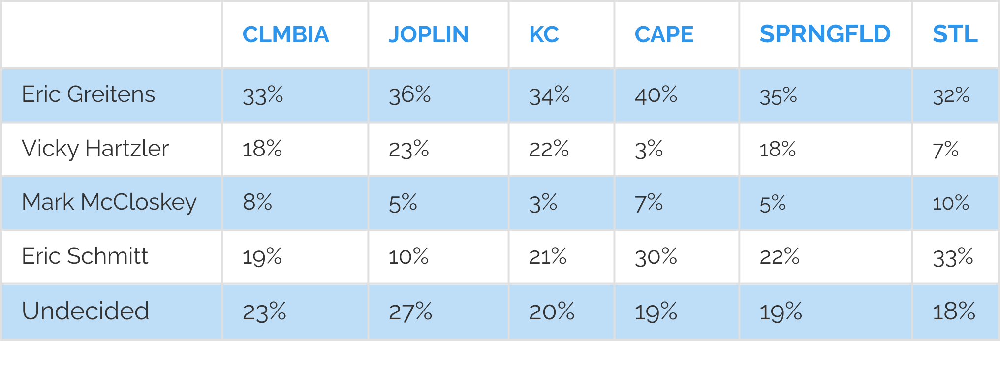 CLMBIA JOPLIN KC CAPE SPRNGFLD STL
Eric Greitens 33% 36% 34% 40% 35% 32%
Vicky Hartzler 18% 23% 22% 3% 18% 7%
Mark McCloskey 8% 5% 3% 7% 5% 10%
Eric Schmitt 19% 10% 21% 30% 22% 33%
Undecided 23% 27% 20% 19% 19% 18%